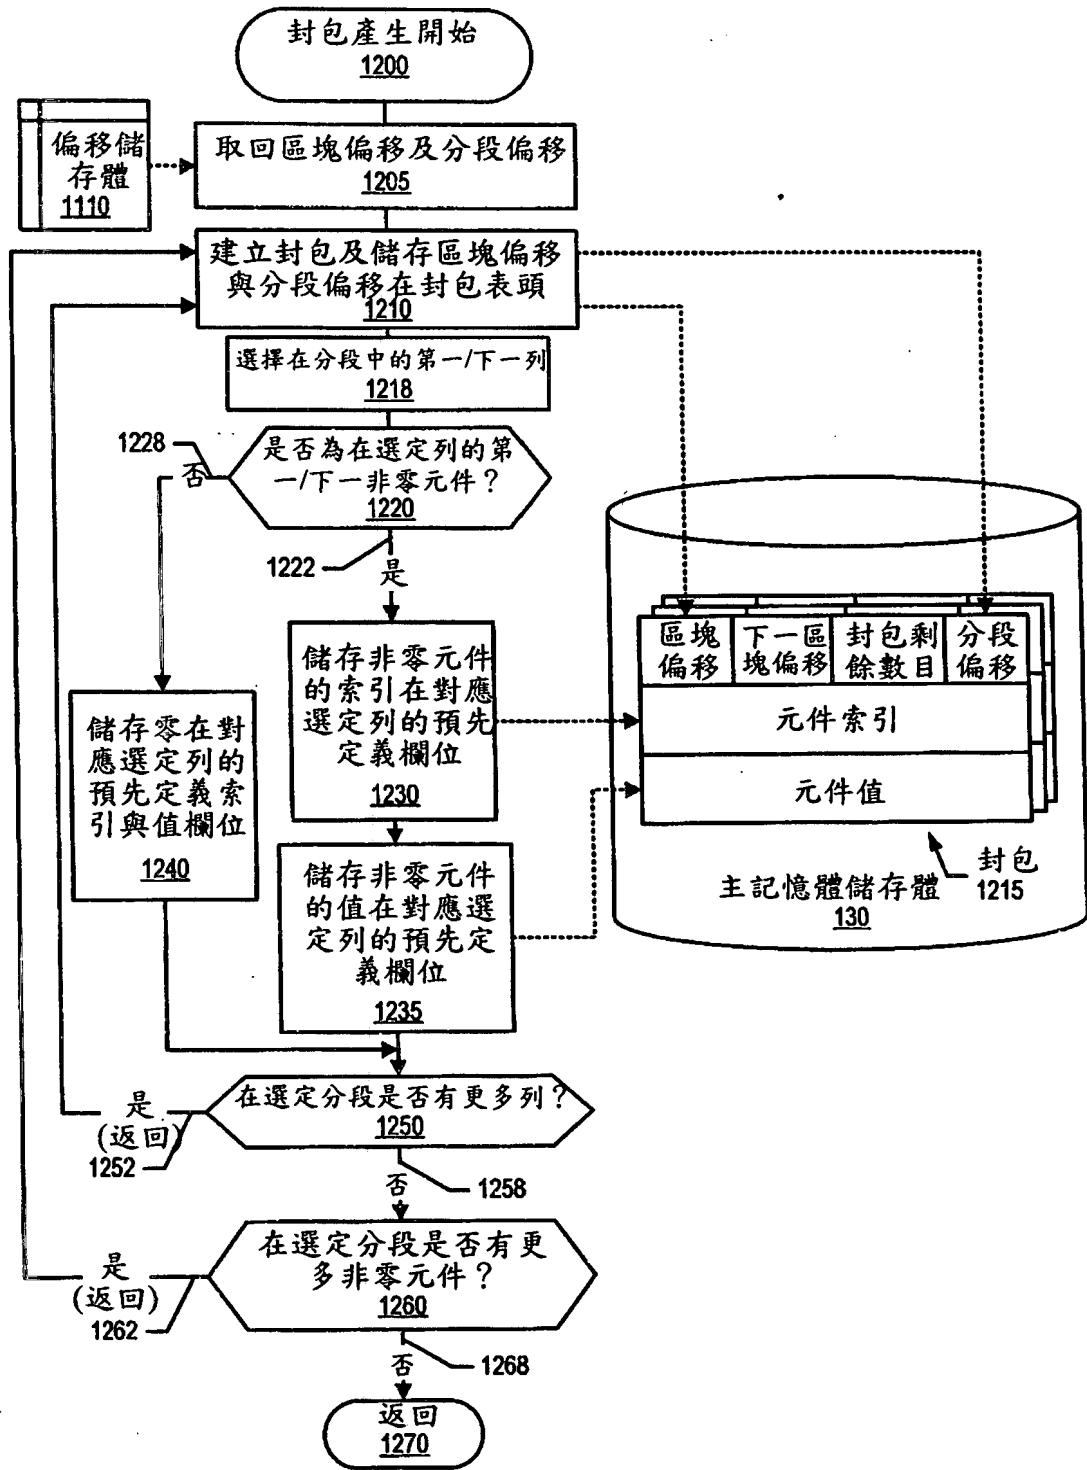 封包產生開始
1200
偏移儲
存體
1110
取回區塊偏移及分段偏移
1205
建立封包及儲存區塊偏移
與分段偏移在封包表頭
1210
選擇在分段中的第一/下一列
1218
1228
否
是否為在選定列的第
一/下一非零元件?
1220
1222
是
儲存非零元件
的索引在對應
選定列的預先
定義欄位
1230
儲存零在對
應選定列的
預先定義索
引與值欄位
1240
儲存非零元件
的值在對應選
定列的預先定
義欄位
1235
區塊
偏移
下一區
塊偏移
封包剩
餘數目
分段
偏移
元件索引
元件值
封包
1215
主記憶體儲存體
130
在選定分段是否有更多列?
1250
是
(返回)
1252
1258
否
在選定分段是否有更
多非零元件?
1260
是
(返回)
1262
1268
否
返回
1270